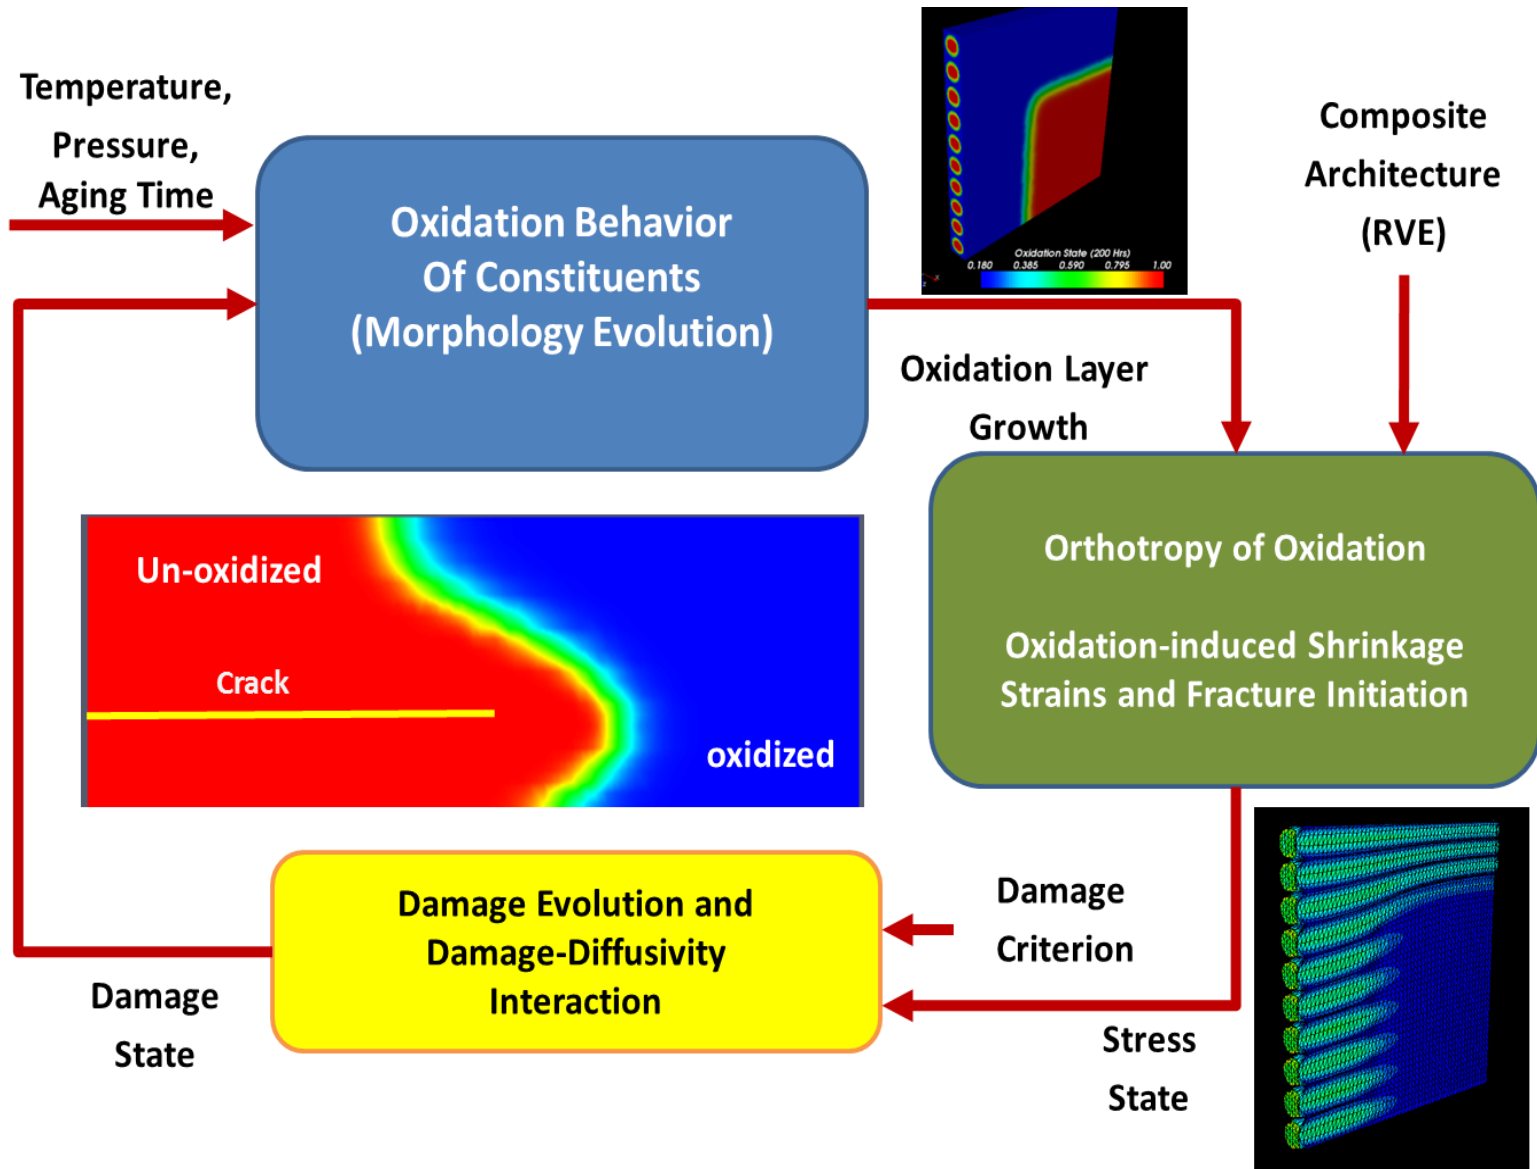 Temperature,
Pressure,
Aging Time
Oxidation Behavior
Of Constituents
(Morphology Evolution)
Oxidation State (200 Hrs)
0.180 0.385 0.590 0.795 1.00
Composite
Architecture
(RVE)
Oxidation Layer
Growth
Orthotropy of Oxidation
Oxidation-induced Shrinkage
Strains and Fracture Initiation
Un-oxidized
Crack
oxidized
Damage Evolution and
Damage-Diffusivity
Interaction
Damage
Criterion
Stress
State
Damage
State